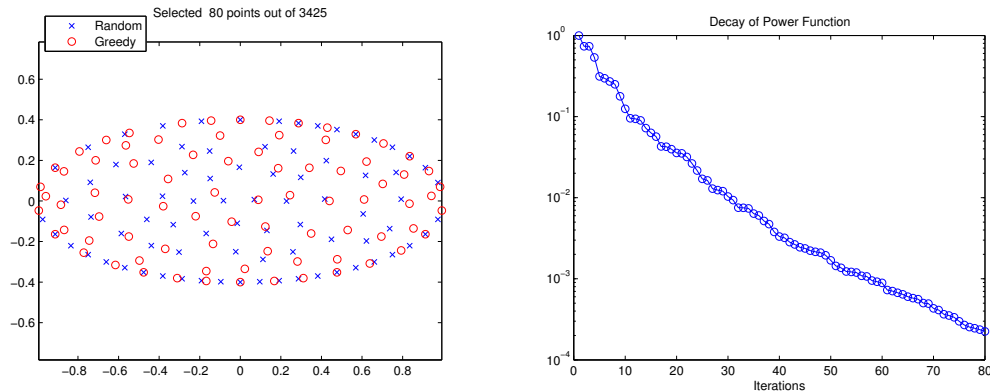 Selected 80 points out of 3425
Random
Greedy
0.6
0.4
0.2
0
−0.2
−0.4
−0.6
−0.8 −0.6 −0.4 −0.2 0 0.2 0.4 0.6 0.8
Decay of Power Function
10^0
10^−1
10^−2
10^−3
10^−4
0 10 20 30 40 50 60 70 80
Iterations